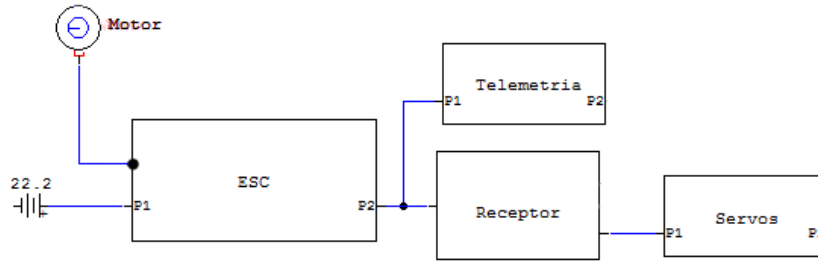 Motor
Telemetria
P1
P2
22.2
ESC
P1
P2
Receptor
Servos
P1